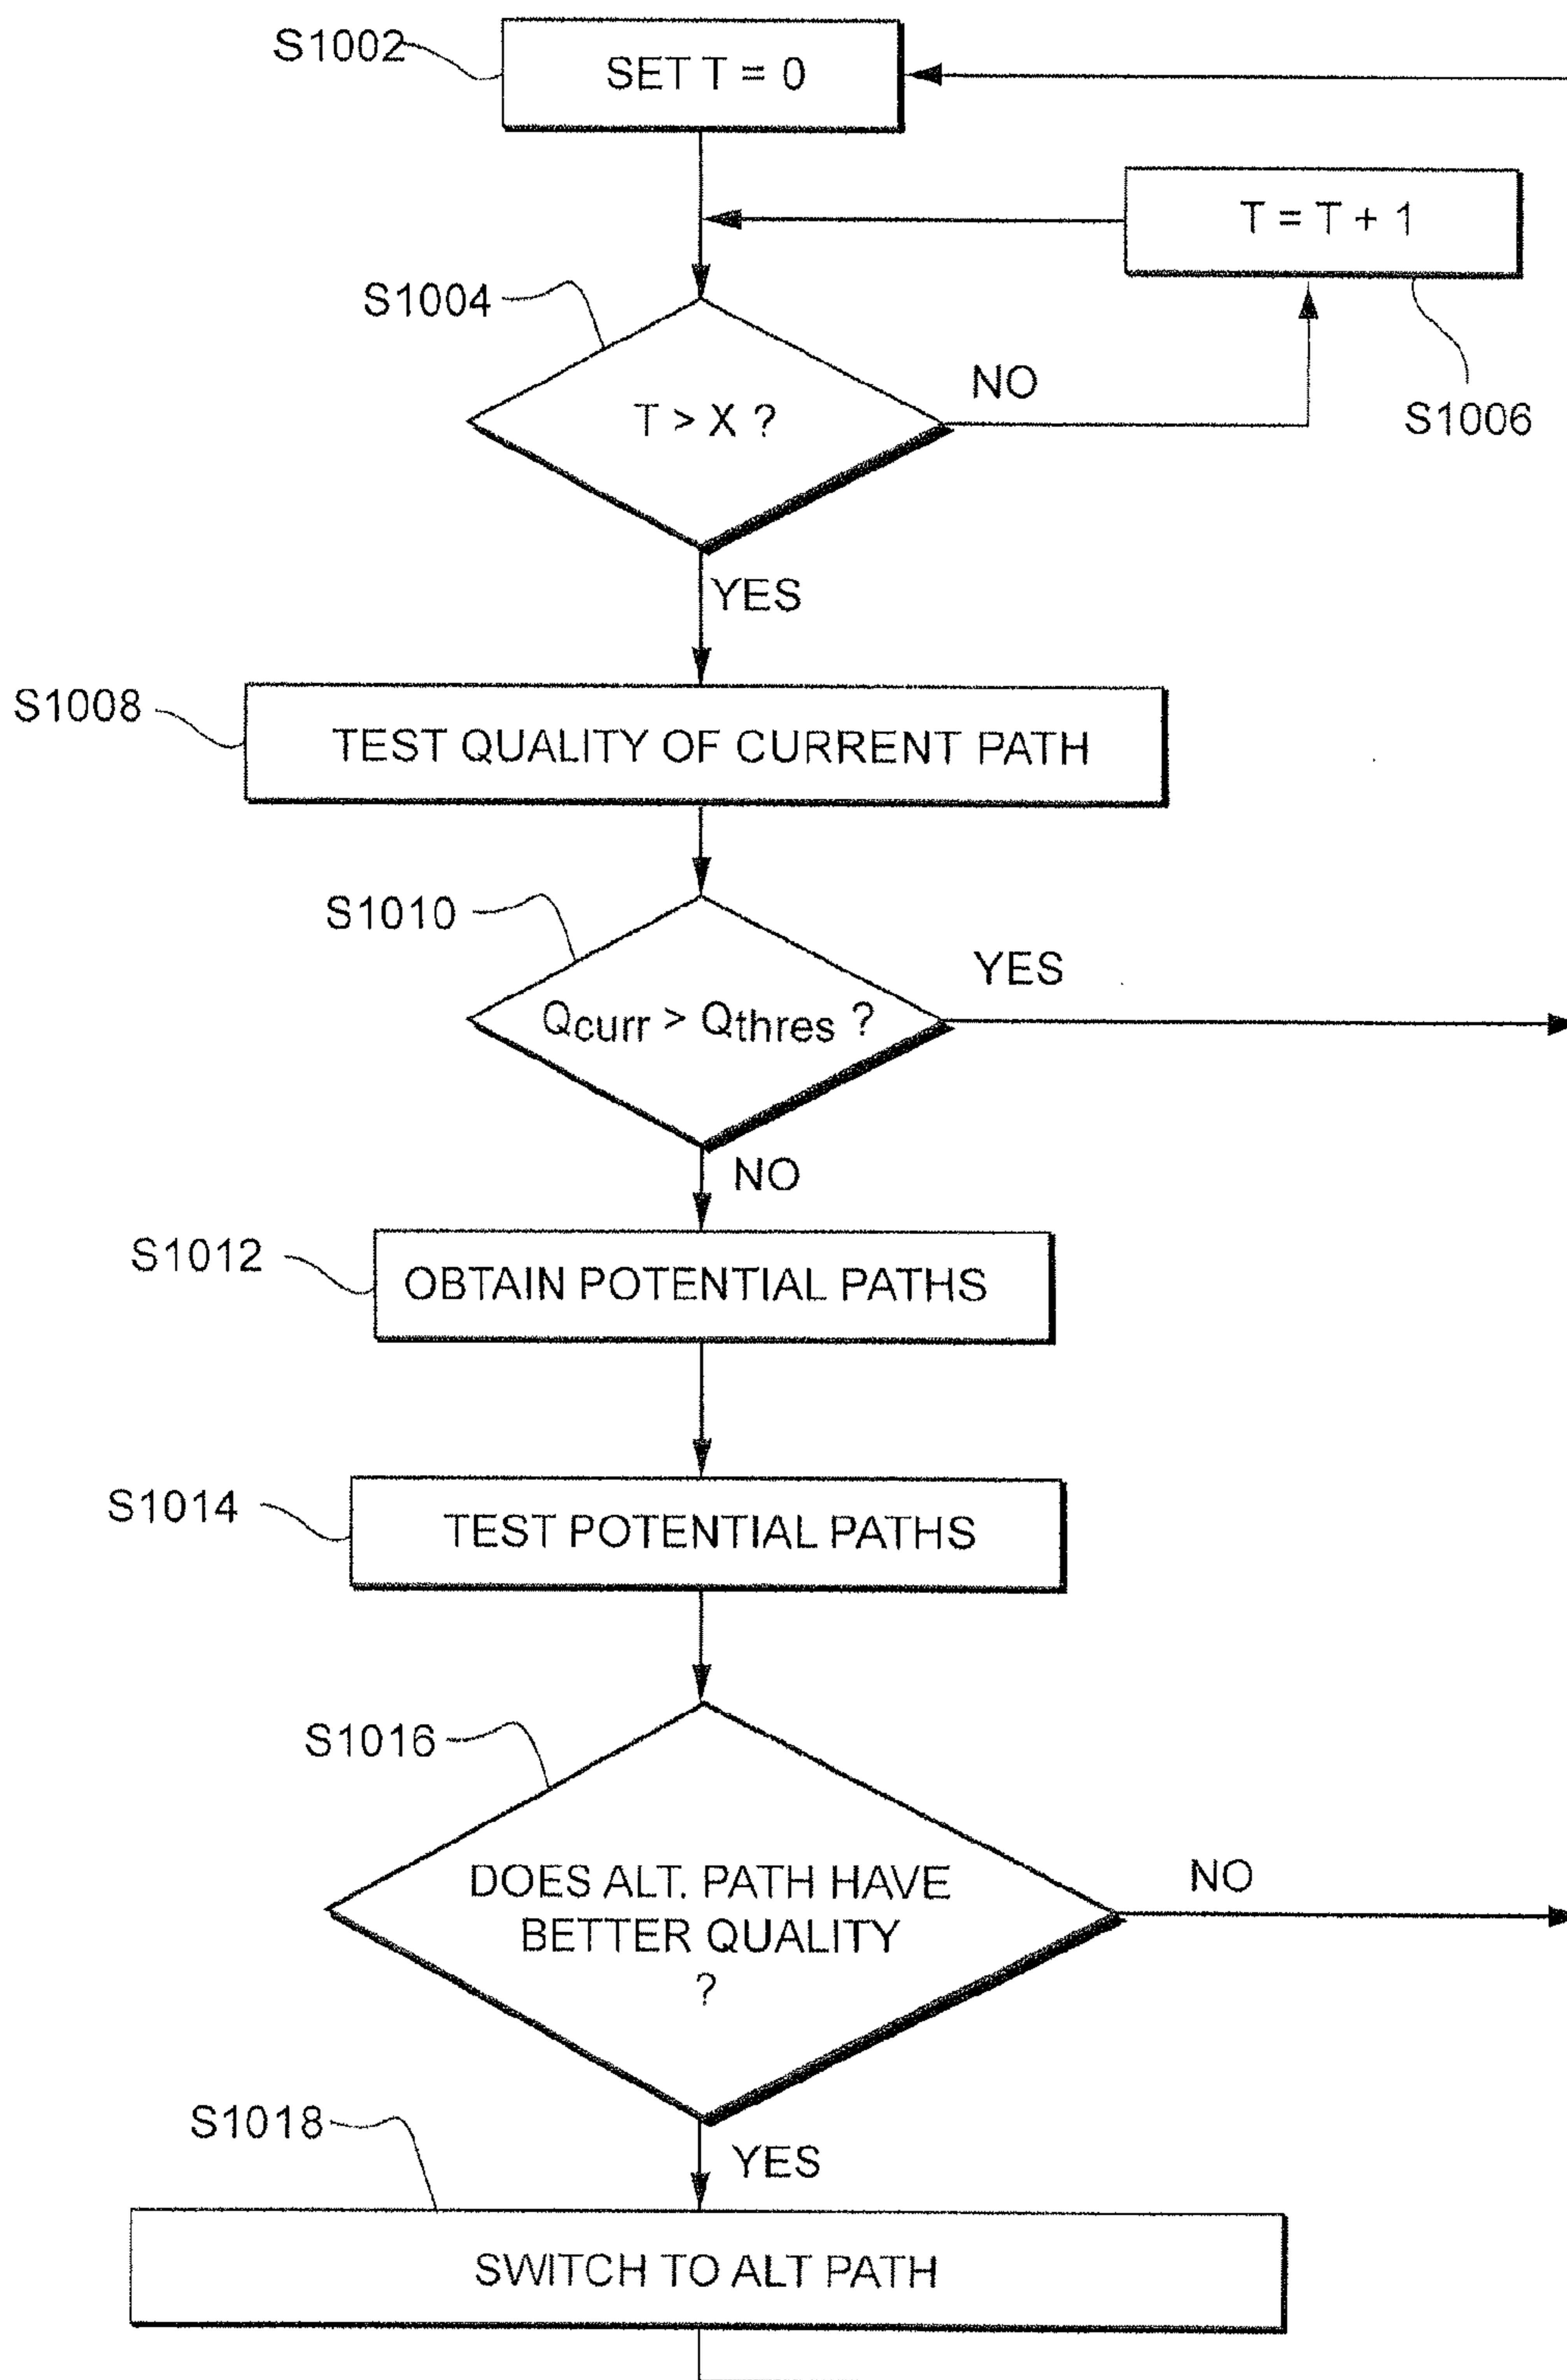 S1002
SET T = 0
T = T + 1
S1004
T > X ?
NO
S1006
YES
S1008
TEST QUALITY OF CURRENT PATH
S1010
Qcurr > Qthres ?
YES
NO
S1012
OBTAIN POTENTIAL PATHS
S1014
TEST POTENTIAL PATHS
S1016
DOES ALT. PATH HAVE
BETTER QUALITY
?
NO
S1018
YES
SWITCH TO ALT PATH